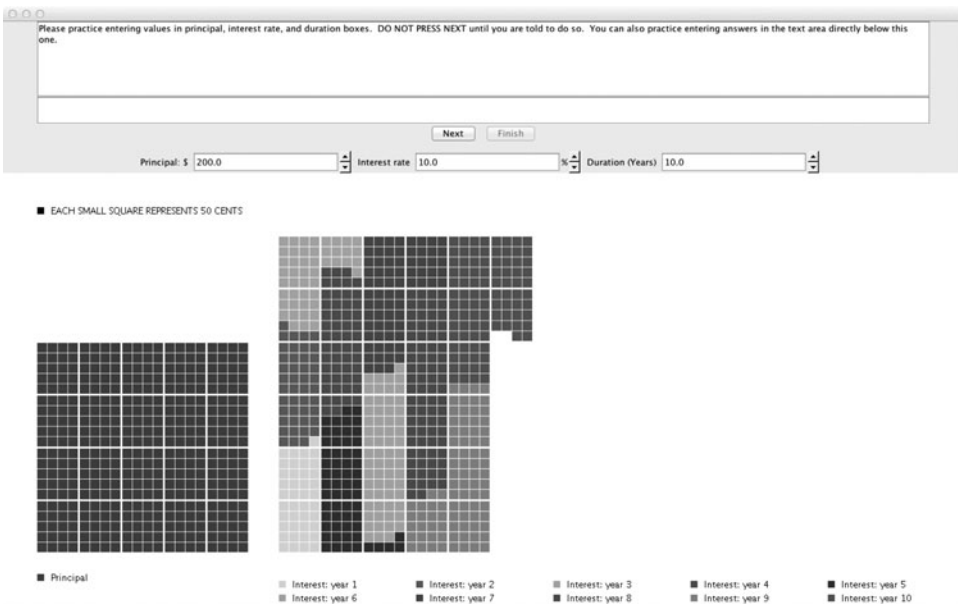 Please practice entering values in principal, interest rate, and duration boxes.  DO NOT PRESS NEXT until you are told to do so.  You can also practice entering answers in the text area directly below this
one.
Next Finish
Principal: $ 200.0 Interest rate 10.0 % Duration (Years) 10.0
EACH SMALL SQUARE REPRESENTS 50 CENTS
Principal
Interest: year 1 Interest: year 2 Interest: year 3 Interest: year 4 Interest: year 5
Interest: year 6 Interest: year 7 Interest: year 8 Interest: year 9 Interest: year 10